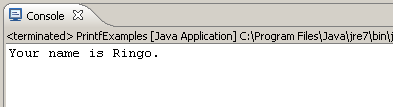 Console
<terminated> PrintfExamples [Java Application] C:\Program Files\Java\jre7\bin\j
Your name is Ringo.